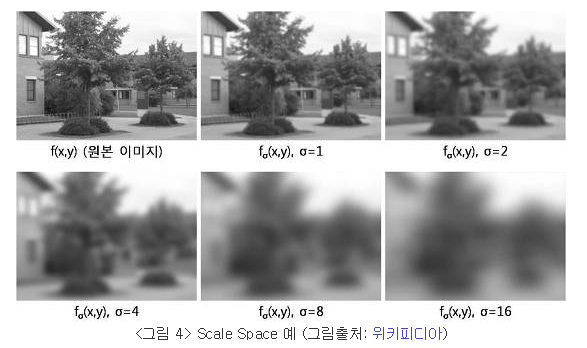 f(x,y) (원본 이미지)
fσ(x,y), σ=1
fσ(x,y), σ=2
fσ(x,y), σ=4
fσ(x,y), σ=8
fσ(x,y), σ=16
<그림 4> Scale Space 예 (그림출처: 위키피디아)